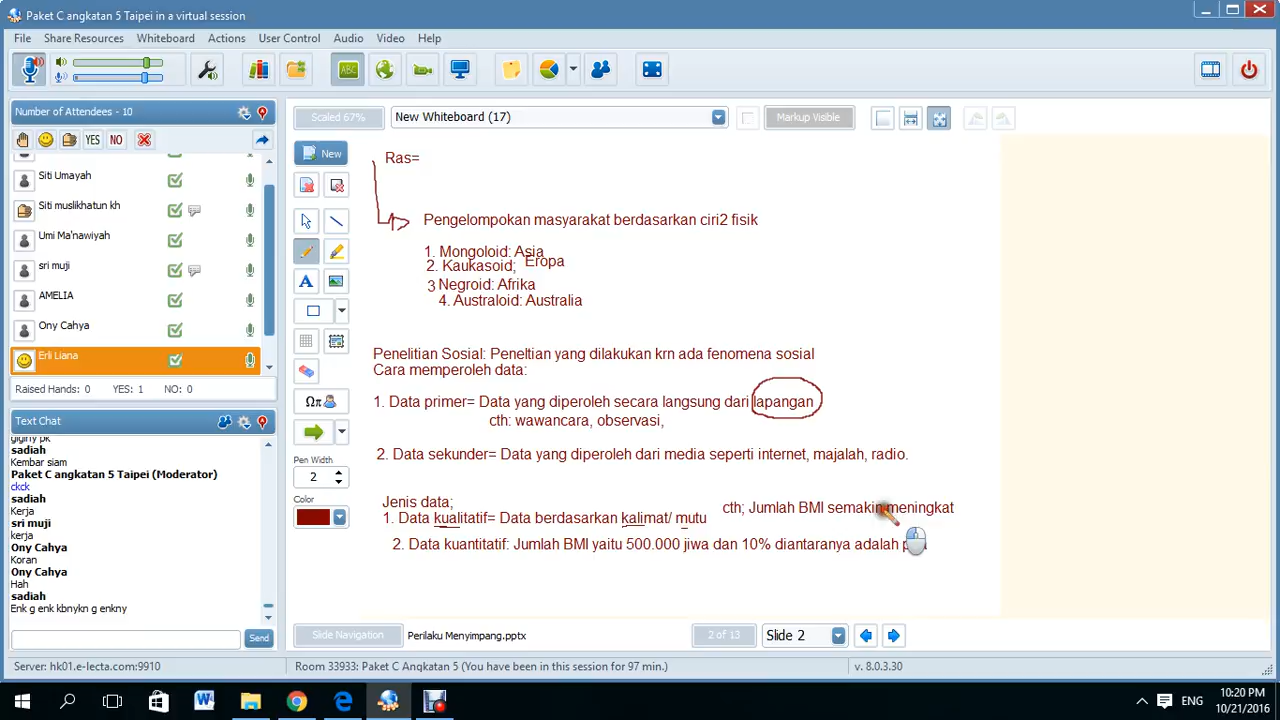 Paket C angkatan 5 Taipei in a virtual session
File Share Resources Whiteboard Actions User Control Audio Video Help
Number of Attendees - 10
YES NO
Siti Umayah
Siti muslikhatun kh
Umi Ma'nawiyah
sri muji
AMELIA
Ony Cahya
Erli Liana
Raised Hands: 0 YES: 1 NO: 0
Text Chat
sadiah
Kembar siam
Paket C angkatan 5 Taipei (Moderator)
ckck
sadiah
Kerja
sri muji
kerja
Ony Cahya
Koran
Ony Cahya
Hah
sadiah
Enk g enk kbnykn g enkny
Send
Scaled 67% New Whiteboard (17) Markup Visible
New
ABC
A
Ωπ
Pen Width
2
Color
Ras=
Pengelompokan masyarakat berdasarkan ciri2 fisik
1. Mongoloid: Asia
2. Kaukasoid; Eropa
3 Negroid: Afrika
4. Australoid: Australia
Penelitian Sosial: Peneltian yang dilakukan krn ada fenomena sosial
Cara memperoleh data:
1. Data primer= Data yang diperoleh secara langsung dari lapangan
cth: wawancara, observasi,
2. Data sekunder= Data yang diperoleh dari media seperti internet, majalah, radio.
Jenis data;
cth; Jumlah BMI semakin meningkat
1. Data kualitatif= Data berdasarkan kalimat/ mutu
2. Data kuantitatif: Jumlah BMI yaitu 500.000 jiwa dan 10% diantaranya adalah
Slide Navigation Perilaku Menyimpang.pptx 2 of 13 Slide 2
Server: hk01.e-lecta.com:9910 Room 33933: Paket C Angkatan 5 (You have been in this session for 97 min.) v. 8.0.3.30
ENG
10:20 PM
10/21/2016